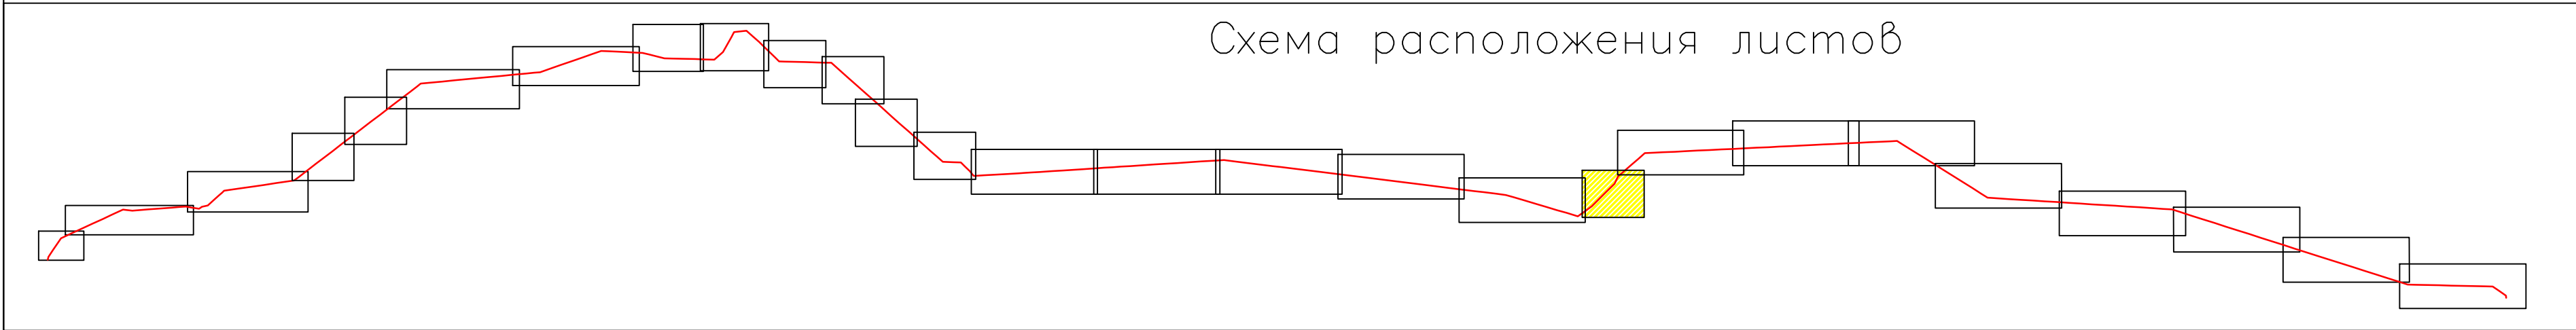 Схема расположения листов